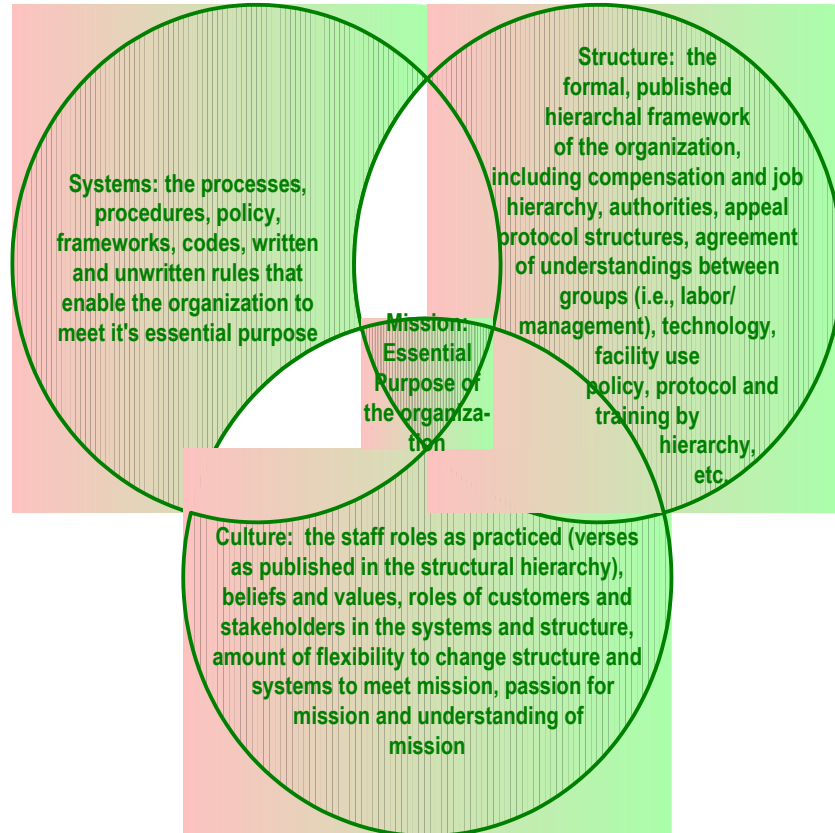 Systems: the processes,
procedures, policy,
frameworks, codes, written
and unwritten rules that
enable the organization to
meet it's essential purpose
Structure: the
formal, published
hierarchal framework
of the organization,
including compensation and job
hierarchy, authorities, appeal
protocol structures, agreement
of understandings between
groups (i.e., labor/
management), technology,
facility use
policy, protocol and
training by
hierarchy,
etc.
Mission:
Essential
Purpose of
the organiza-
tion
Culture: the staff roles as practiced (verses
as published in the structural hierarchy),
beliefs and values, roles of customers and
stakeholders in the systems and structure,
amount of flexibility to change structure and
systems to meet mission, passion for
mission and understanding of
mission